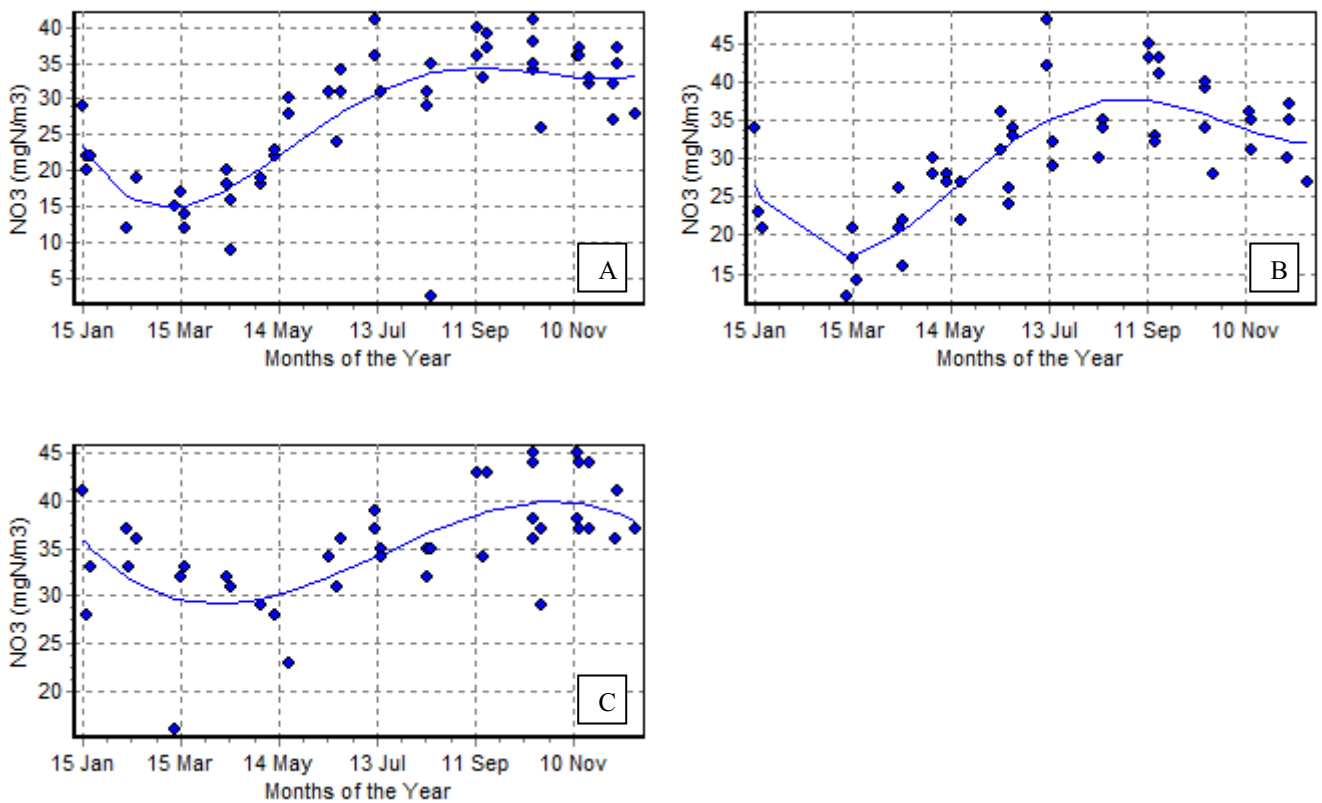 NO3 (mgN/m3)
40
35
30
25
20
15
10
5
A
15 Jan 15 Mar 14 May 13 Jul 11 Sep 10 Nov
Months of the Year
NO3 (mgN/m3)
45
40
35
30
25
20
15
B
15 Jan 15 Mar 14 May 13 Jul 11 Sep 10 Nov
Months of the Year
NO3 (mgN/m3)
45
40
35
30
25
20
C
15 Jan 15 Mar 14 May 13 Jul 11 Sep 10 Nov
Months of the Year